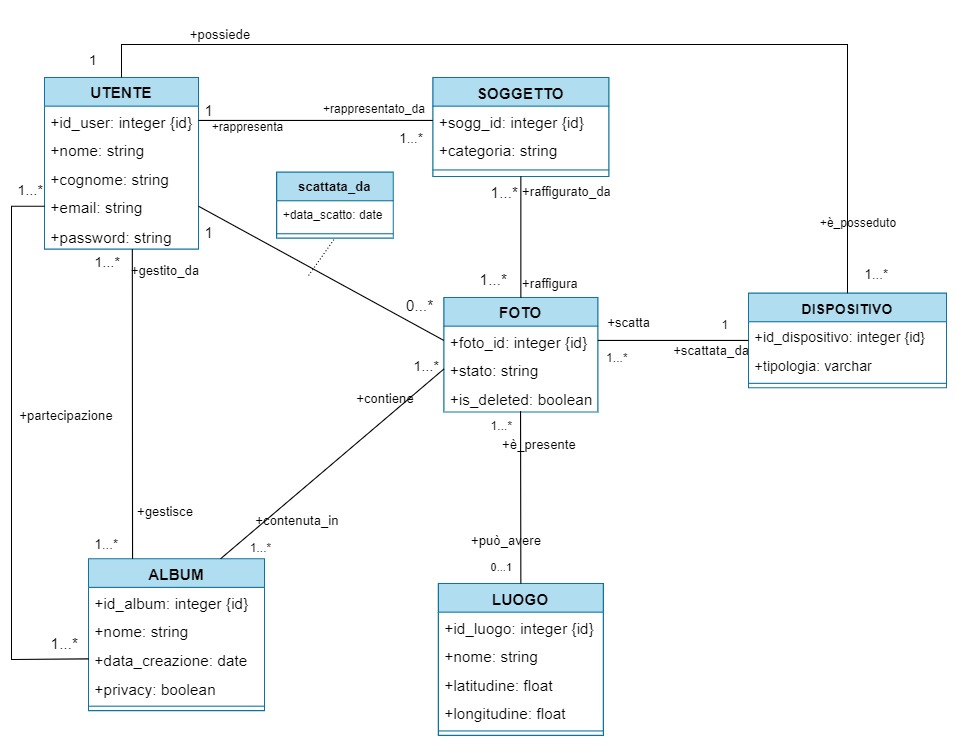 +possiede
1
UTENTE
+id_user: integer {id}
+nome: string
+cognome: string
+email: string
+password: string
1
+rappresenta
+rappresentato_da
1...*
SOGGETTO
+sogg_id: integer {id}
+categoria: string
scattata_da
+data_scatto: date
1...*
+raffigurato_da
1...*
1
+è_posseduto
1...*
+gestito_da
1...*
+raffigura
1...*
0...*
FOTO
+foto_id: integer {id}
+stato: string
+is_deleted: boolean
+scatta
1
1...*
+scattata_da
DISPOSITIVO
+id_dispositivo: integer {id}
+tipologia: varchar
1...*
+contiene
+partecipazione
1...*
+è_presente
+gestisce
+contenuta_in
1...*
1...*
+può_avere
0...1
ALBUM
+id_album: integer {id}
+nome: string
+data_creazione: date
+privacy: boolean
1...*
LUOGO
+id_luogo: integer {id}
+nome: string
+latitudine: float
+longitudine: float